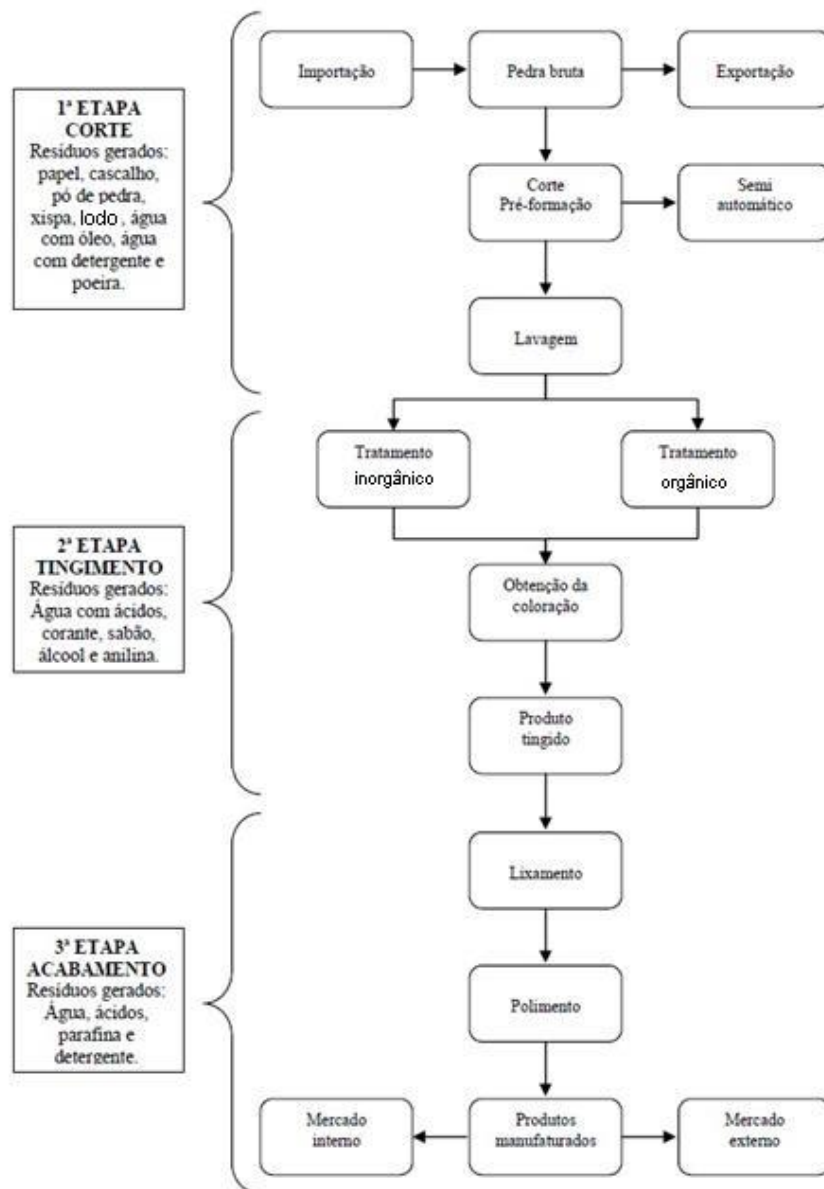 Importação
Pedra bruta
Exportação
1ª ETAPA
CORTE
Resíduos gerados:
papel, cascalho,
pó de pedra,
xispa, lodo , água
com óleo, água
com detergente e
poeira.
Corte
Pré-formação
Semi
automático
Lavagem
Tratamento
inorgânico
Tratamento
orgânico
2ª ETAPA
TINGIMENTO
Resíduos gerados:
Água com ácidos,
corante, sabão,
álcool e anilina.
Obtenção da
coloração
Produto
tingido
Lixamento
3ª ETAPA
ACABAMENTO
Resíduos gerados:
Água, ácidos,
parafina e
detergente.
Polimento
Mercado
interno
Produtos
manufaturados
Mercado
externo